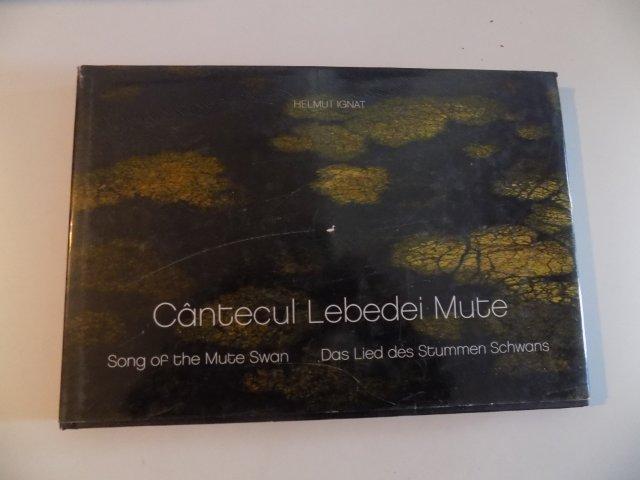 HELMUT IGNAT
Cântecul Lebedei Mute
Song of the Mute Swan Das Lied des Stummen Schwans